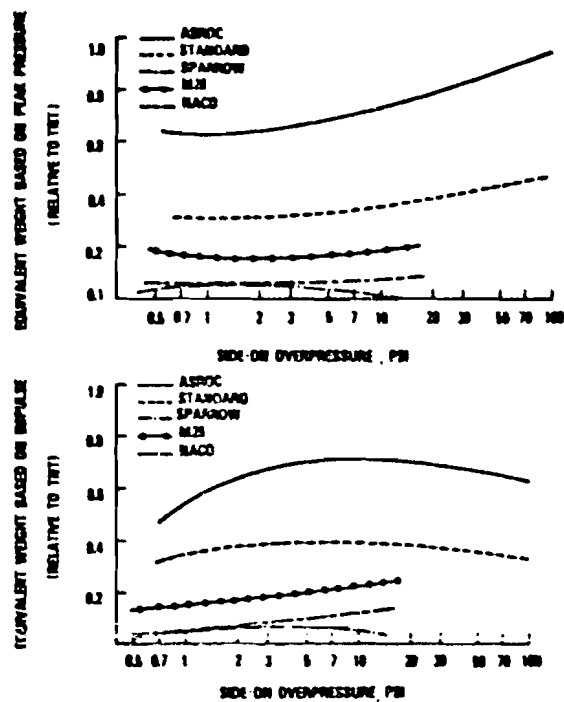 EQUIVALENT WEIGHT BASED ON PEAK PRESSURE
(RELATIVE TO TNT)
1.0
0.8
0.6
0.4
0.2
0.1
ASROC
STANDARD
SPARROW
M28
NACO
0.5 0.7 1 2 3 5 7 10 20 30 50 70 100
SIDE-ON OVERPRESSURE, PSI
EQUIVALENT WEIGHT BASED ON IMPULSE
(RELATIVE TO TNT)
1.0
0.8
0.6
0.4
0.2
ASROC
STANDARD
SPARROW
M28
NACO
0.5 0.7 1 2 3 5 7 10 20 30 50 70 100
SIDE-ON OVERPRESSURE, PSI